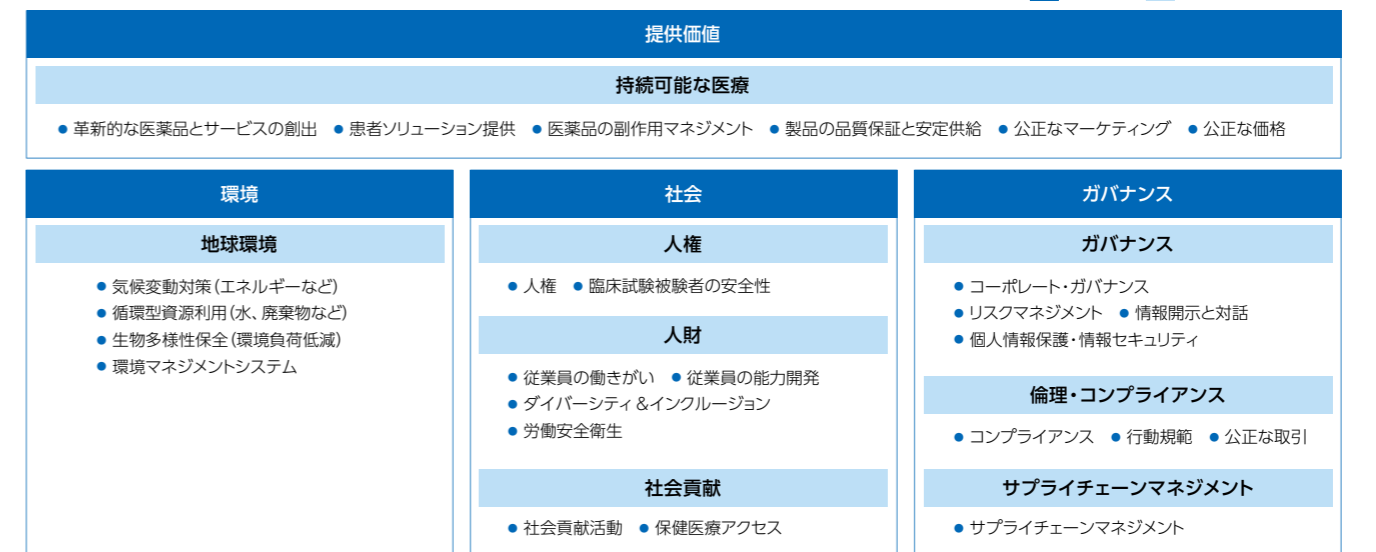 提供価値
持続可能な医療
● 革新的な医薬品とサービスの創出 ● 患者ソリューション提供 ● 医薬品の副作用マネジメント ● 製品の品質保証と安定供給 ● 公正なマーケティング ● 公正な価格
環境
地球環境
● 気候変動対策(エネルギーなど)
● 循環型資源利用(水、廃棄物など)
● 生物多様性保全(環境負荷低減)
● 環境マネジメントシステム
社会
人権
● 人権 ● 臨床試験被験者の安全性
人財
● 従業員の働きがい ● 従業員の能力開発
● ダイバーシティ&インクルージョン
● 労働安全衛生
社会貢献
● 社会貢献活動 ● 保健医療アクセス
ガバナンス
ガバナンス
● コーポレート・ガバナンス
● リスクマネジメント ● 情報開示と対話
● 個人情報保護・情報セキュリティ
倫理・コンプライアンス
● コンプライアンス ● 行動規範 ● 公正な取引
サプライチェーンマネジメント
● サプライチェーンマネジメント